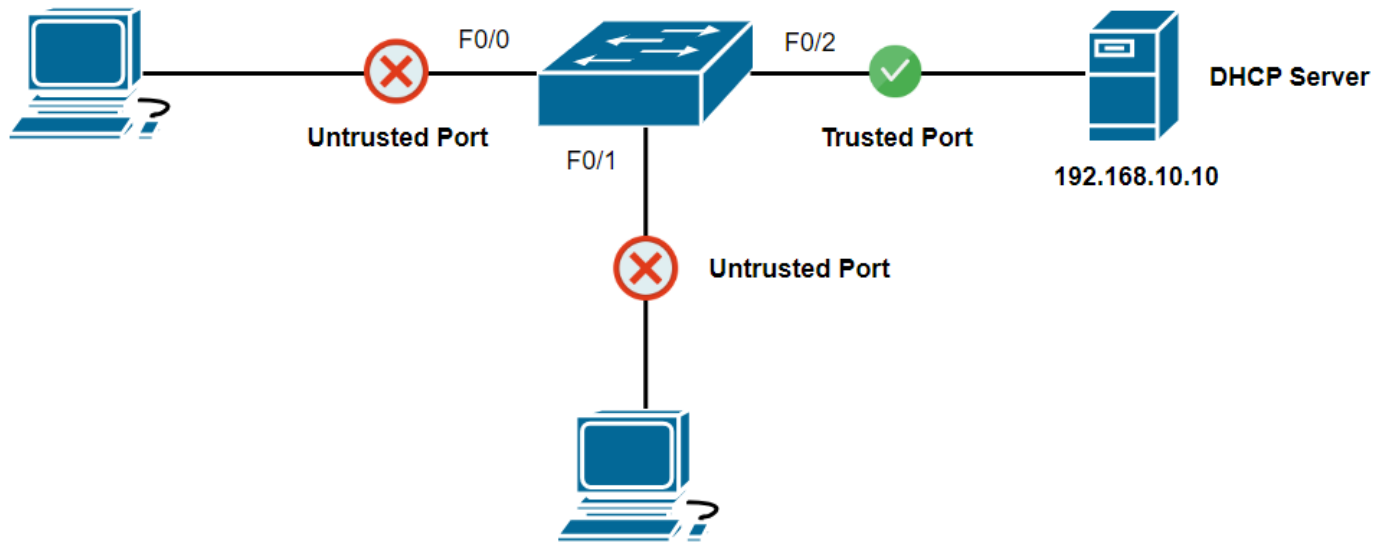 F0/0
F0/2
DHCP Server
Untrusted Port
Trusted Port
F0/1
192.168.10.10
Untrusted Port